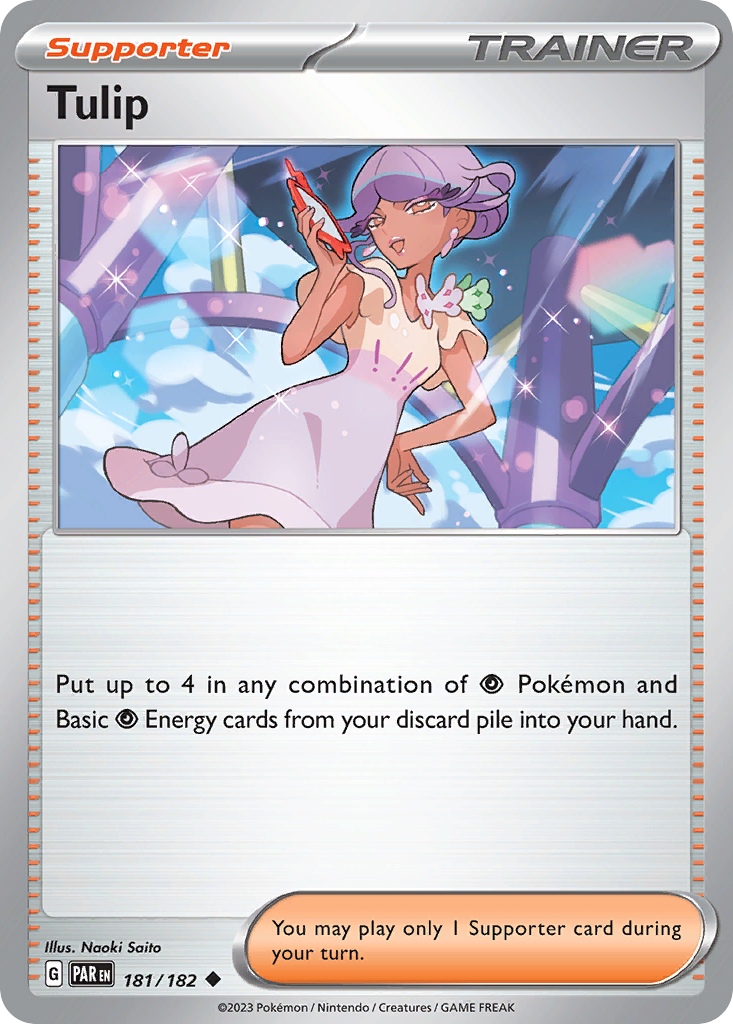 Supporter
TRAINER
Tulip
Put up to 4 in any combination of Pokémon and
Basic Energy cards from your discard pile into your hand.
You may play only 1 Supporter card during
your turn.
Illus. Naoki Saito
G PAR EN 181/182
©2023 Pokémon / Nintendo / Creatures / GAME FREAK